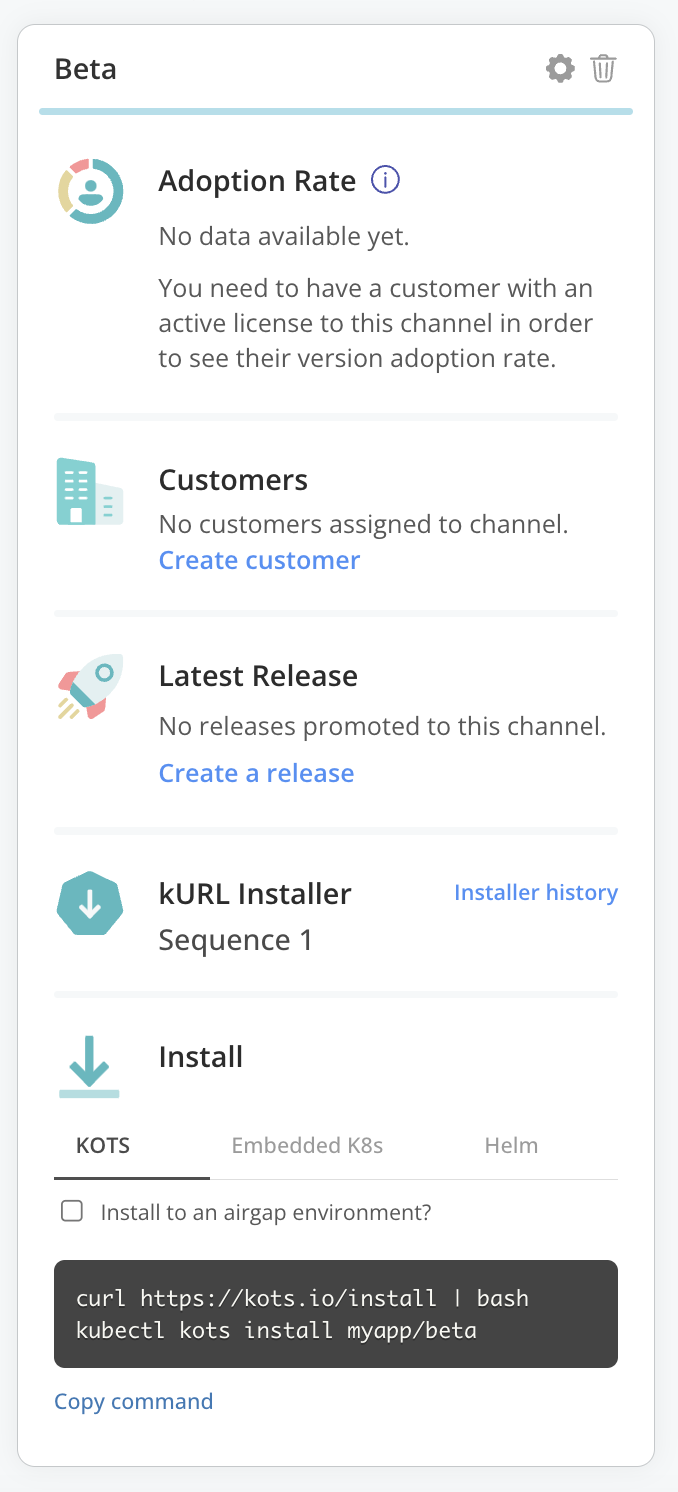 Beta
Adoption Rate
No data available yet.
You need to have a customer with an
active license to this channel in order
to see their version adoption rate.
Customers
No customers assigned to channel.
Create customer
Latest Release
No releases promoted to this channel.
Create a release
kURL Installer
Installer history
Sequence 1
Install
KOTS
Embedded K8s
Helm
Install to an airgap environment?
curl https://kots.io/install | bash
kubectl kots install myapp/beta
Copy command